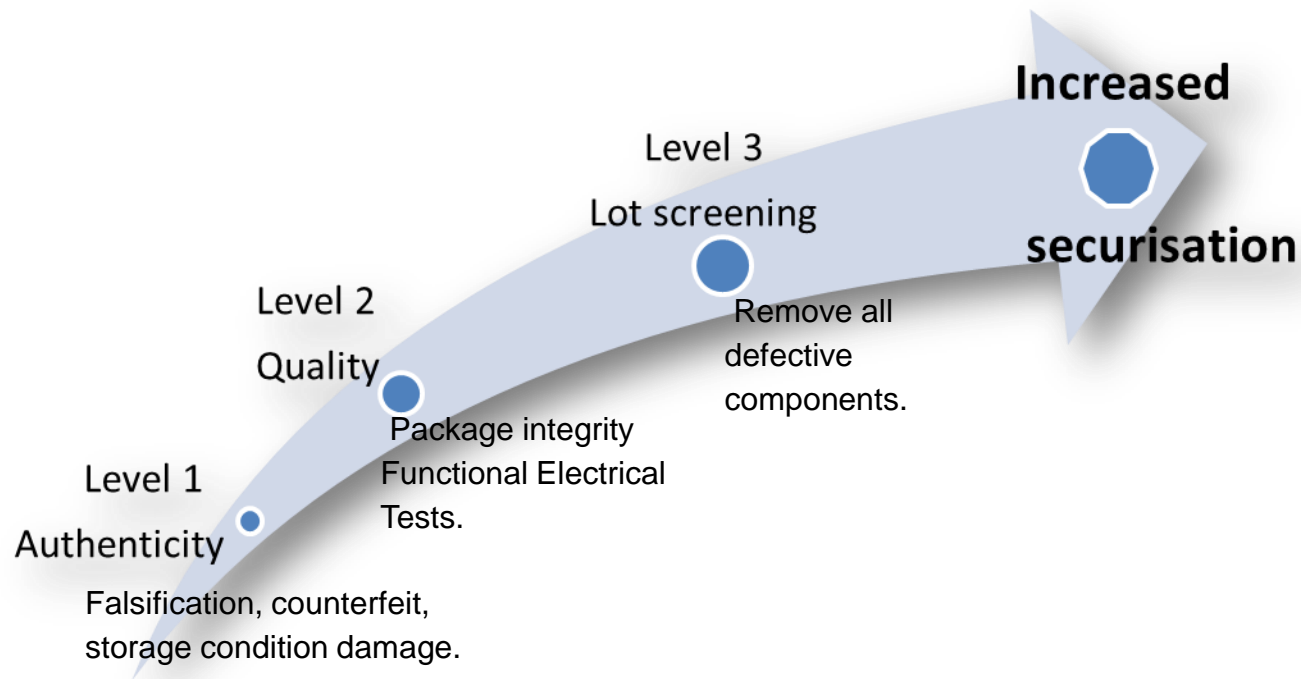 Level 1
Authenticity
Falsification, counterfeit,
storage condition damage.
Level 2
Quality
Package integrity
Functional Electrical
Tests.
Level 3
Lot screening
Remove all
defective
components.
Increased
securisation